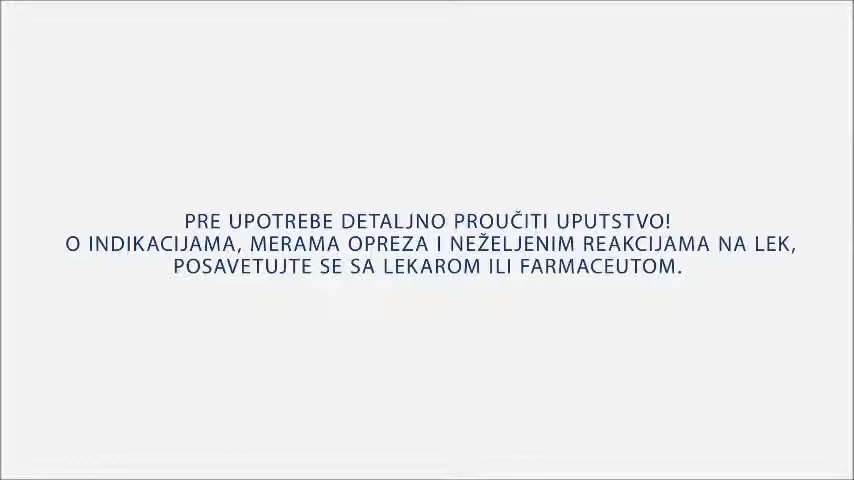 PRE UPOTREBE DETALJNO PROUČITI UPUTSTVO!
O INDIKACIJAMA, MERAMA OPREZA I NEŽELJENIM REAKCIJAMA NA LEK,
POSAVETUJTE SE SA LEKAROM ILI FARMACEUTOM.